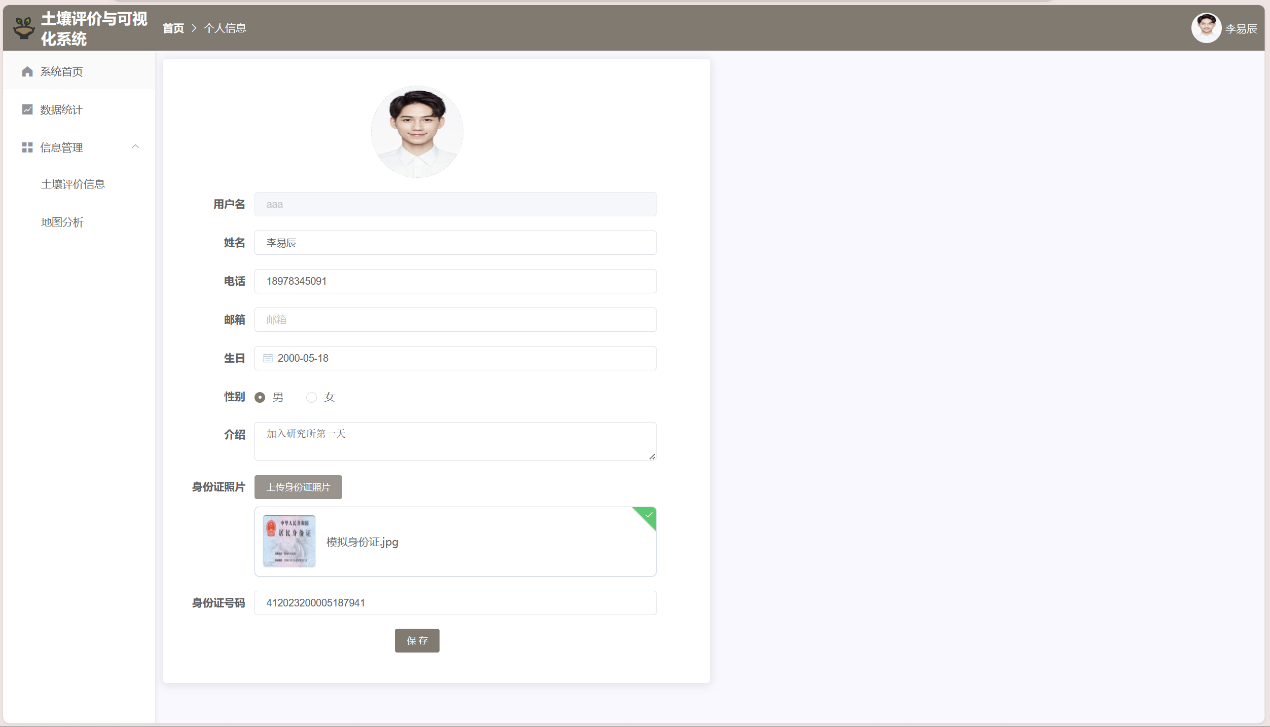 土壤评价与可视
化系统
首页 > 个人信息
李易辰
系统首页
数据统计
信息管理
土壤评价信息
地图分析
用户名 aaa
姓名 李易辰
电话 18978345091
邮箱 邮箱
生日 2000-05-18
性别 男 女
介绍 加入研究所第一天
身份证照片 上传身份证照片
中华人民共和国
居民身份证
模拟身份证.jpg
身份证号码 412023200005187941
保存